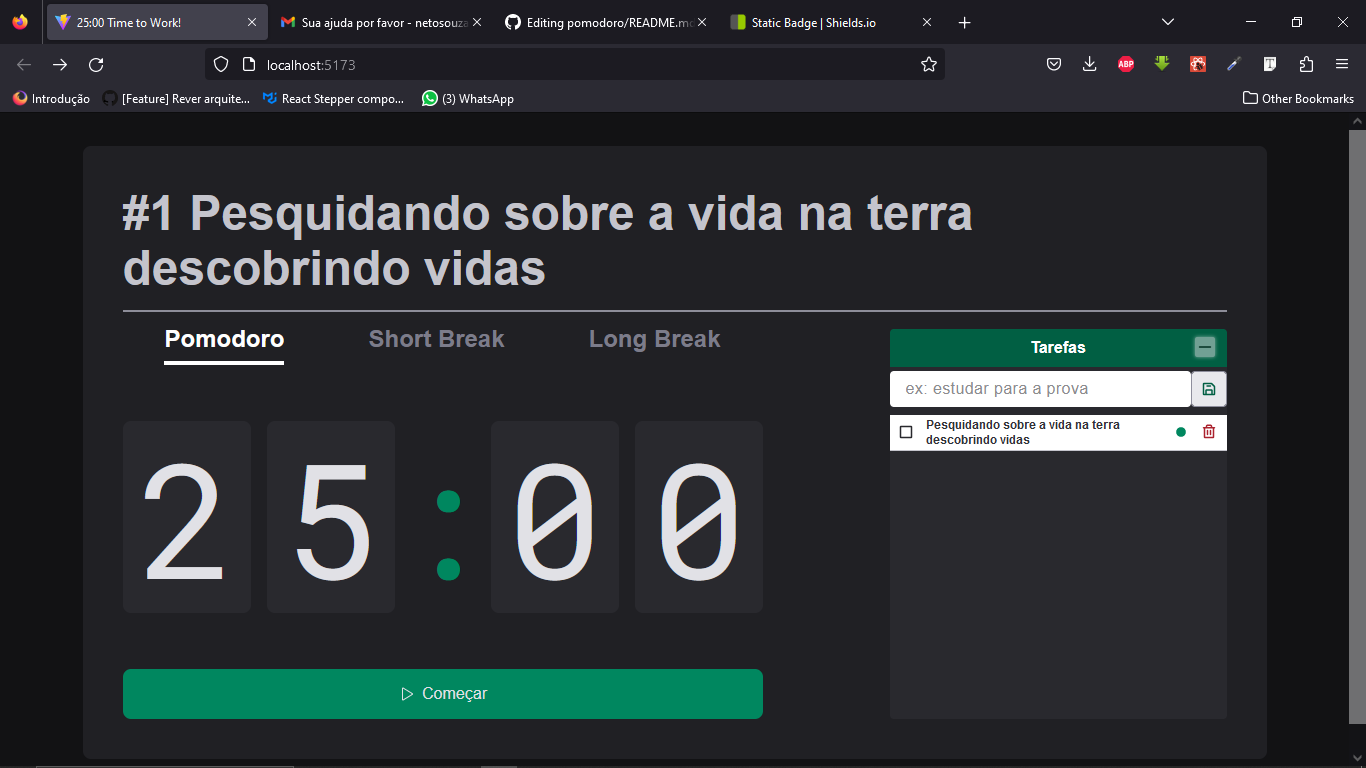 25:00 Time to Work!
Sua ajuda por favor - netosouza
Editing pomodoro/README.md
Static Badge | Shields.io
localhost:5173
ABP
Introdução
[Feature] Rever arquite...
React Stepper compo...
(3) WhatsApp
Other Bookmarks
#1 Pesquidando sobre a vida na terra
descobrindo vidas
Pomodoro
Short Break
Long Break
Tarefas
ex: estudar para a prova
Pesquidando sobre a vida na terra
descobrindo vidas
25:00
Começar